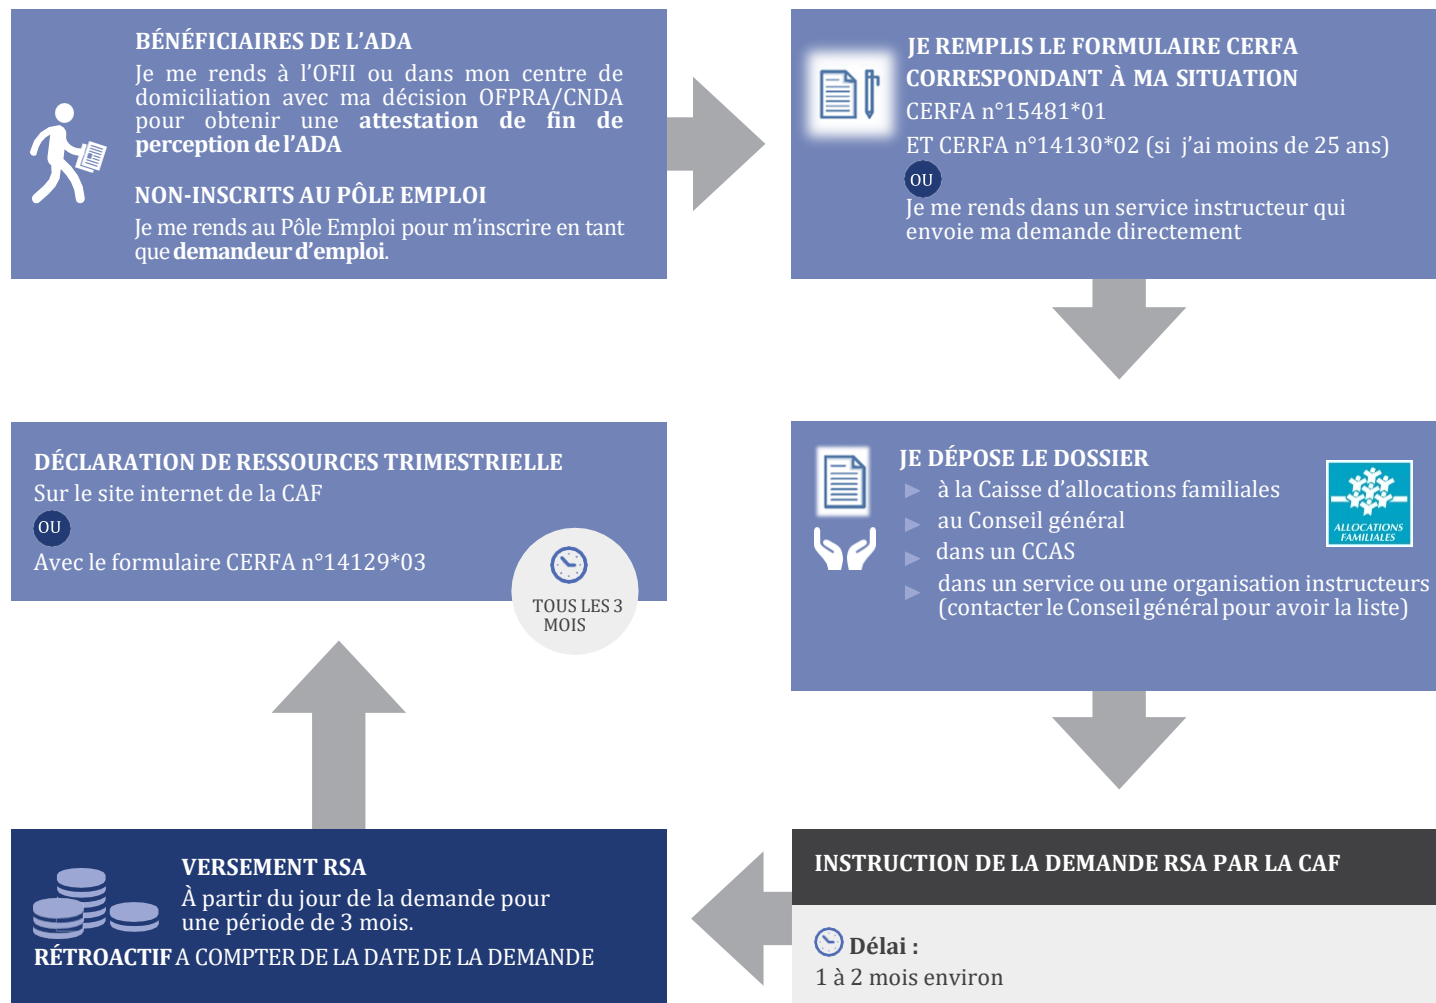 BÉNÉFICIAIRES DE L’ADA
Je me rends à l’OFII ou dans mon centre de
domiciliation avec ma décision OFPRA/CNDA
pour obtenir une attestation de fin de
perception de l’ADA
NON-INSCRITS AU PÔLE EMPLOI
Je me rends au Pôle Emploi pour m’inscrire en tant
que demandeur d’emploi.
JE REMPLIS LE FORMULAIRE CERFA
CORRESPONDANT À MA SITUATION
CERFA n°15481*01
ET CERFA n°14130*02 (si j’ai moins de 25 ans)
OU
Je me rends dans un service instructeur qui
envoie ma demande directement
JE DÉPOSE LE DOSSIER
à la Caisse d’allocations familiales
au Conseil général
dans un CCAS
dans un service ou une organisation instructeurs
(contacter le Conseil général pour avoir la liste)
ALLOCATIONS
FAMILIALES
INSTRUCTION DE LA DEMANDE RSA PAR LA CAF
Délai :
1 à 2 mois environ
VERSEMENT RSA
À partir du jour de la demande pour
une période de 3 mois.
RÉTROACTIF A COMPTER DE LA DATE DE LA DEMANDE
DÉCLARATION DE RESSOURCES TRIMESTRIELLE
Sur le site internet de la CAF
OU
Avec le formulaire CERFA n°14129*03
TOUS LES 3
MOIS